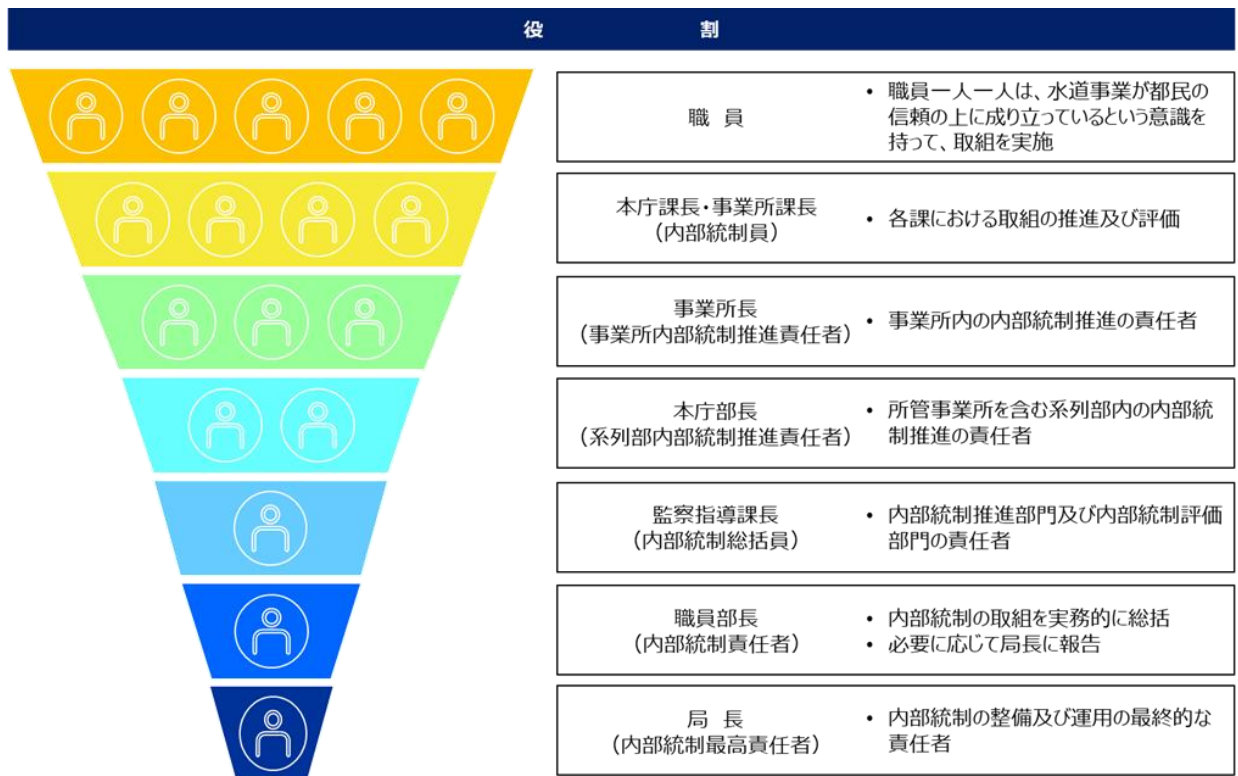 役 割
職 員
• 職員一人一人は、水道事業が都民の
信頼の上に成り立っているという意識を
持って、取組を実施
本庁課長・事業所課長
（内部統制員）
• 各課における取組の推進及び評価
事業所長
（事業所内部統制推進責任者）
• 事業所内の内部統制推進の責任者
本庁部長
（系列部内部統制推進責任者）
• 所管事業所を含む系列部内の内部統
制推進の責任者
監察指導課長
（内部統制総括員）
• 内部統制推進部門及び内部統制評価
部門の責任者
職員部長
（内部統制責任者）
• 内部統制の取組を実務的に総括
• 必要に応じて局長に報告
局 長
（内部統制最高責任者）
• 内部統制の整備及び運用の最終的な
責任者